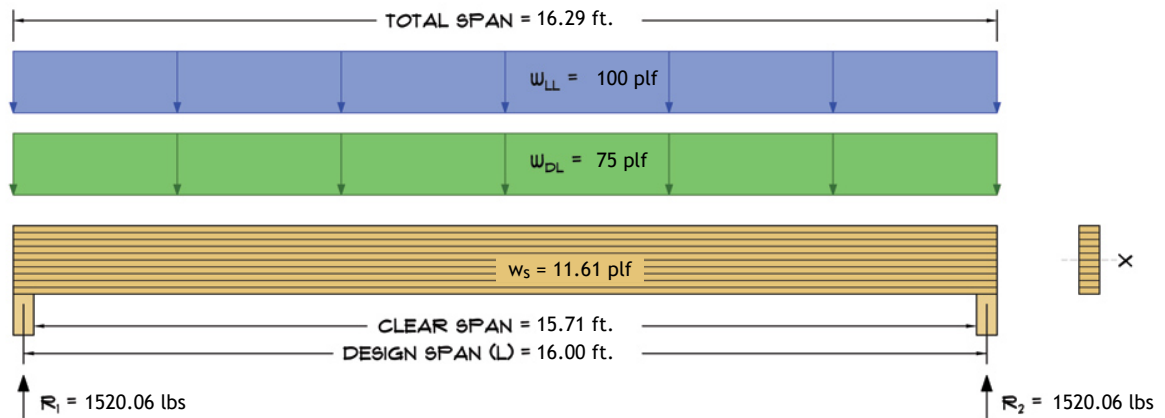 TOTAL SPAN = 16.29 ft.
wLL = 100 plf
wDL = 75 plf
ws = 11.61 plf
X
CLEAR SPAN = 15.71 ft.
DESIGN SPAN (L) = 16.00 ft.
R1 = 1520.06 lbs
R2 = 1520.06 lbs